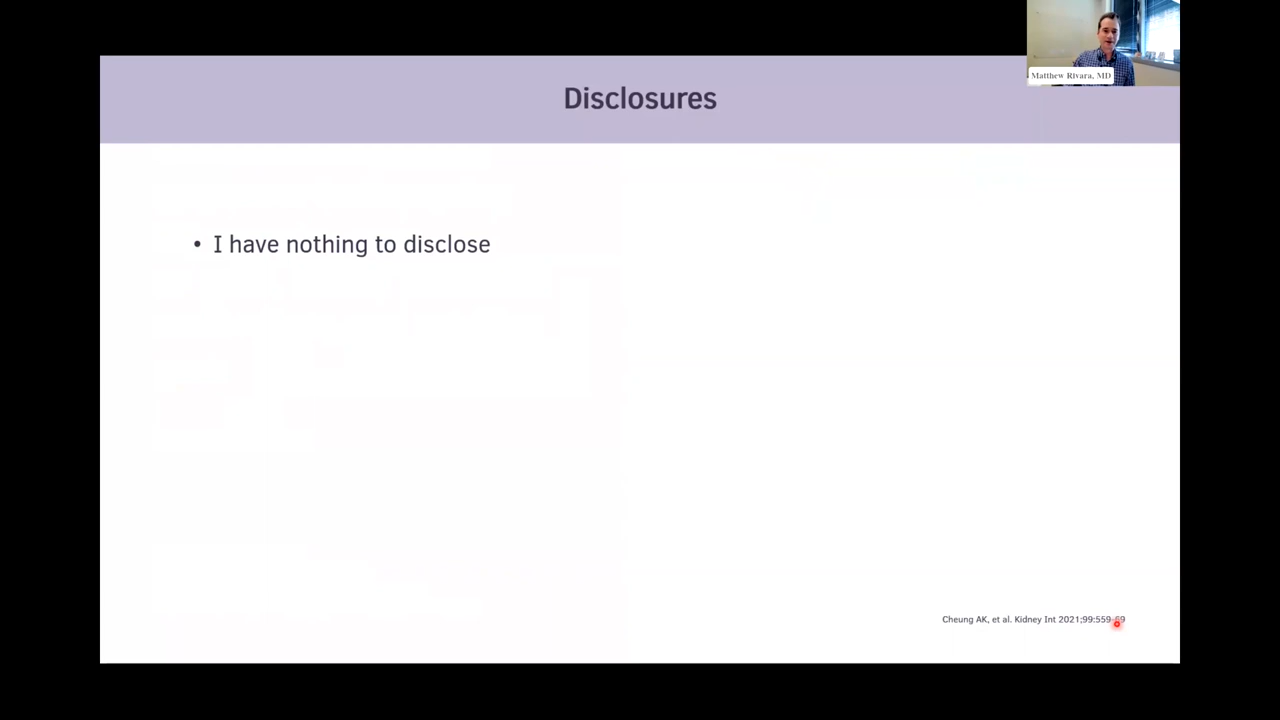 Matthew Rivara, MD
Disclosures
• I have nothing to disclose
Cheung AK, et al. Kidney Int 2021;99:559-69